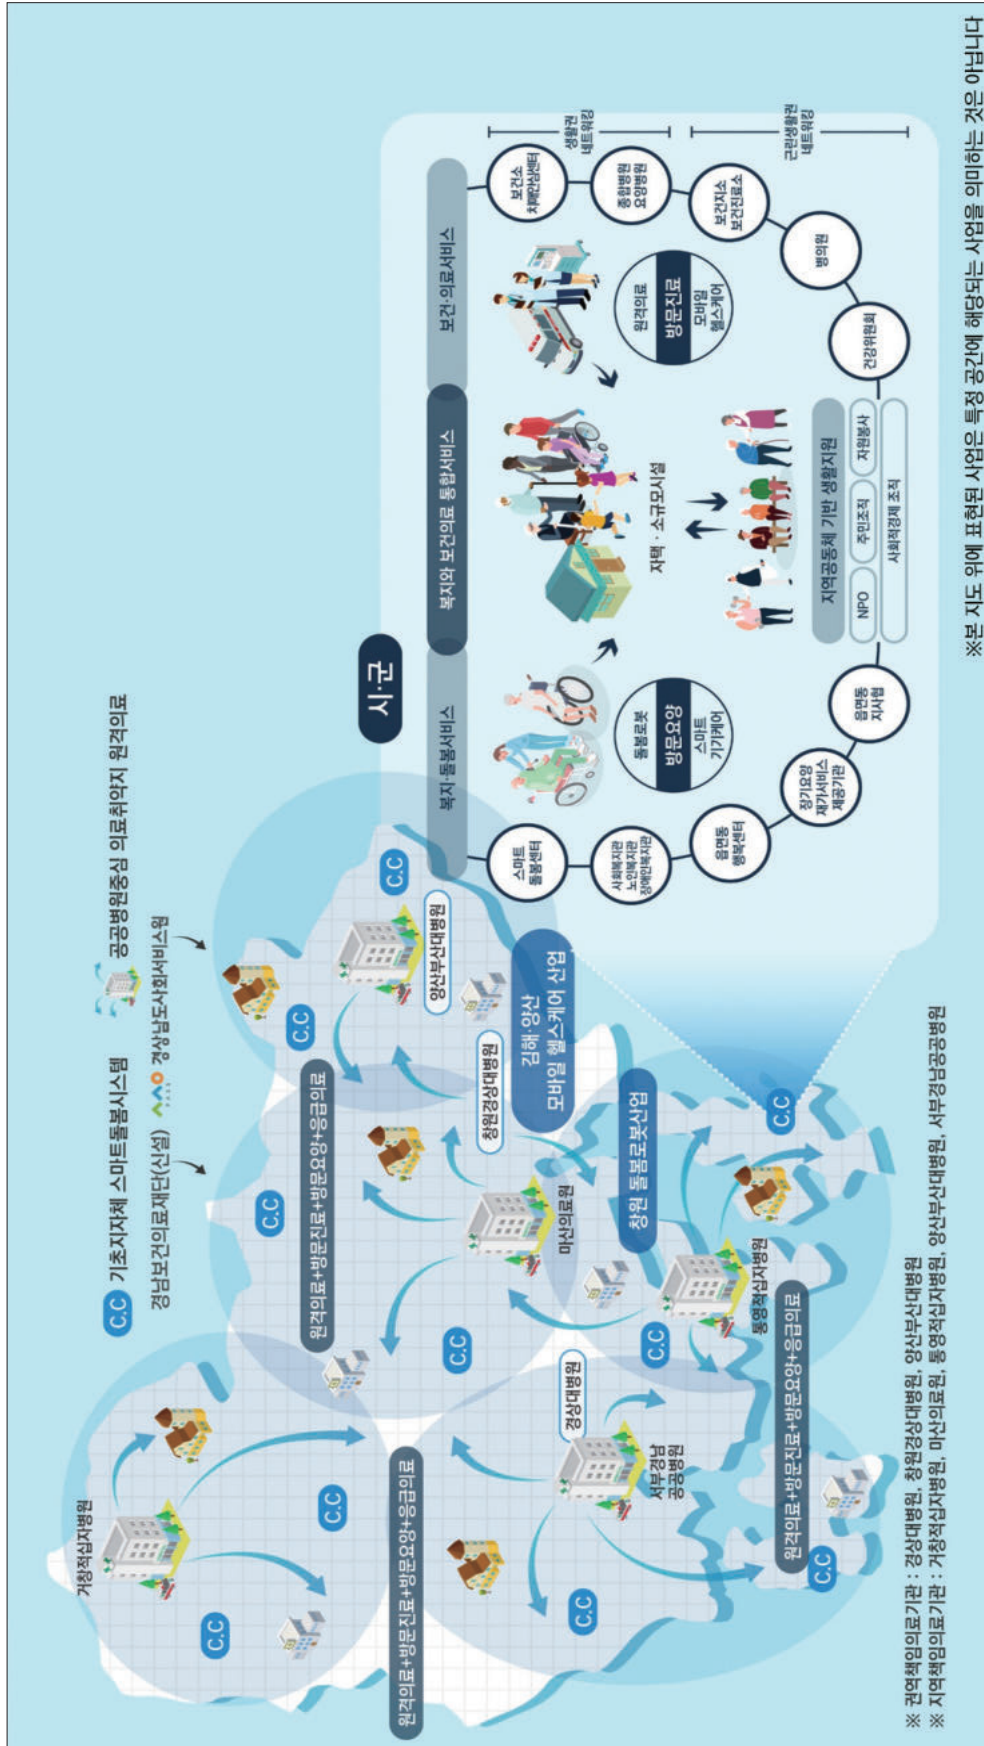 C.C 기초지자체 스마트돌봄시스템
공공병원중심 의료취약지 원격의료
경남보건의료재단(신설)
경상남도사회서비스원
거창적십자병원
C.C
C.C
원격의료+방문진료+방문요양+응급의료
C.C
C.C
원격의료+방문진료+방문요양+응급의료
C.C
C.C
양산부산대병원
창원경상대병원
마산의료원
김해·양산
모바일 헬스케어 산업
창원 돌봄로봇산업
경상대병원
서부경남
공공병원
C.C
C.C
통영적십자병원
C.C
원격의료+방문진료+방문요양+응급의료
C.C
시·군
복지·돌봄서비스
복지와 보건의료 통합서비스
보건·의료서비스
스마트
돌봄센터
사회복지관
노인복지관
장애인복지관
읍면동
행복센터
장기요양
재가서비스
제공기관
읍면동
지사협
돌봄로봇
방문요양
스마트
기기케어
자택·소규모시설
지역공동체 기반 생활지원
NPO
주민조직
자원봉사
사회적경제 조직
원격의료
방문진료
모바일
헬스케어
보건소
치매안심센터
종합병원
요양병원
보건지소
보건진료소
병의원
건강위원회
생활권
네트워킹
근린생활권
네트워킹
※ 권역책임의료기관 : 경상대병원, 창원경상대병원, 양산부산대병원
※ 지역책임의료기관 : 거창적십자병원, 마산의료원, 통영적십자병원, 양산부산대병원, 서부경남공공병원
※본 지도 위에 표현된 사업은 특정 공간에 해당되는 사업을 의미하는 것은 아닙니다